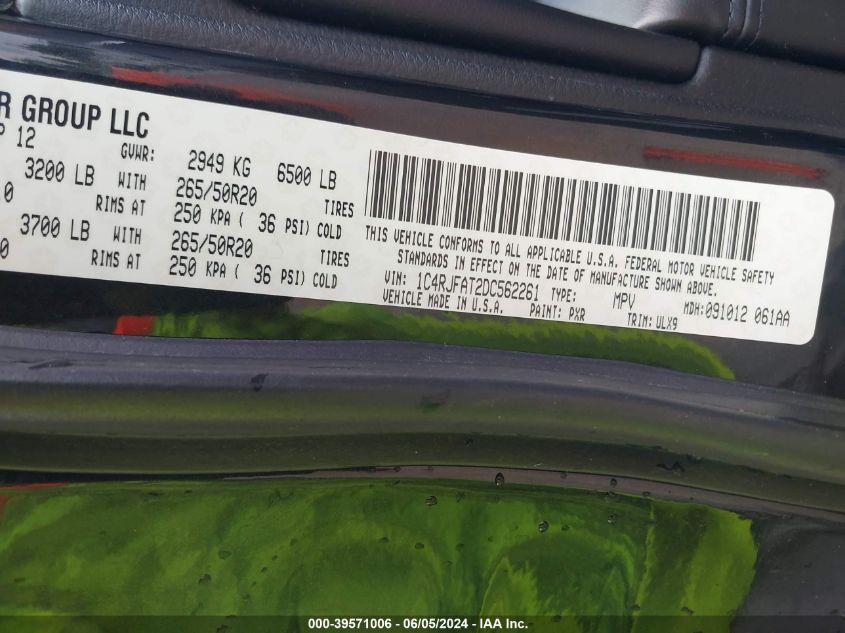 R GROUP LLC
P 12 GVWR: 2949 KG 6500 LB
3200 LB WITH 265/50R20 TIRES
0 RIMS AT 250 KPA ( 36 PSI) COLD
3700 LB WITH 265/50R20 TIRES
0 RIMS AT 250 KPA ( 36 PSI) COLD
THIS VEHICLE CONFORMS TO ALL APPLICABLE U.S.A. FEDERAL MOTOR VEHICLE SAFETY
STANDARDS IN EFFECT ON THE DATE OF MANUFACTURE SHOWN ABOVE.
VIN: 1C4RJFAT2DC562261 TYPE: MPV MDH:091012 061AA
VEHICLE MADE IN U.S.A. PAINT: PXR TRIM: ULX9
000-39571006 - 06/05/2024 - IAA Inc.